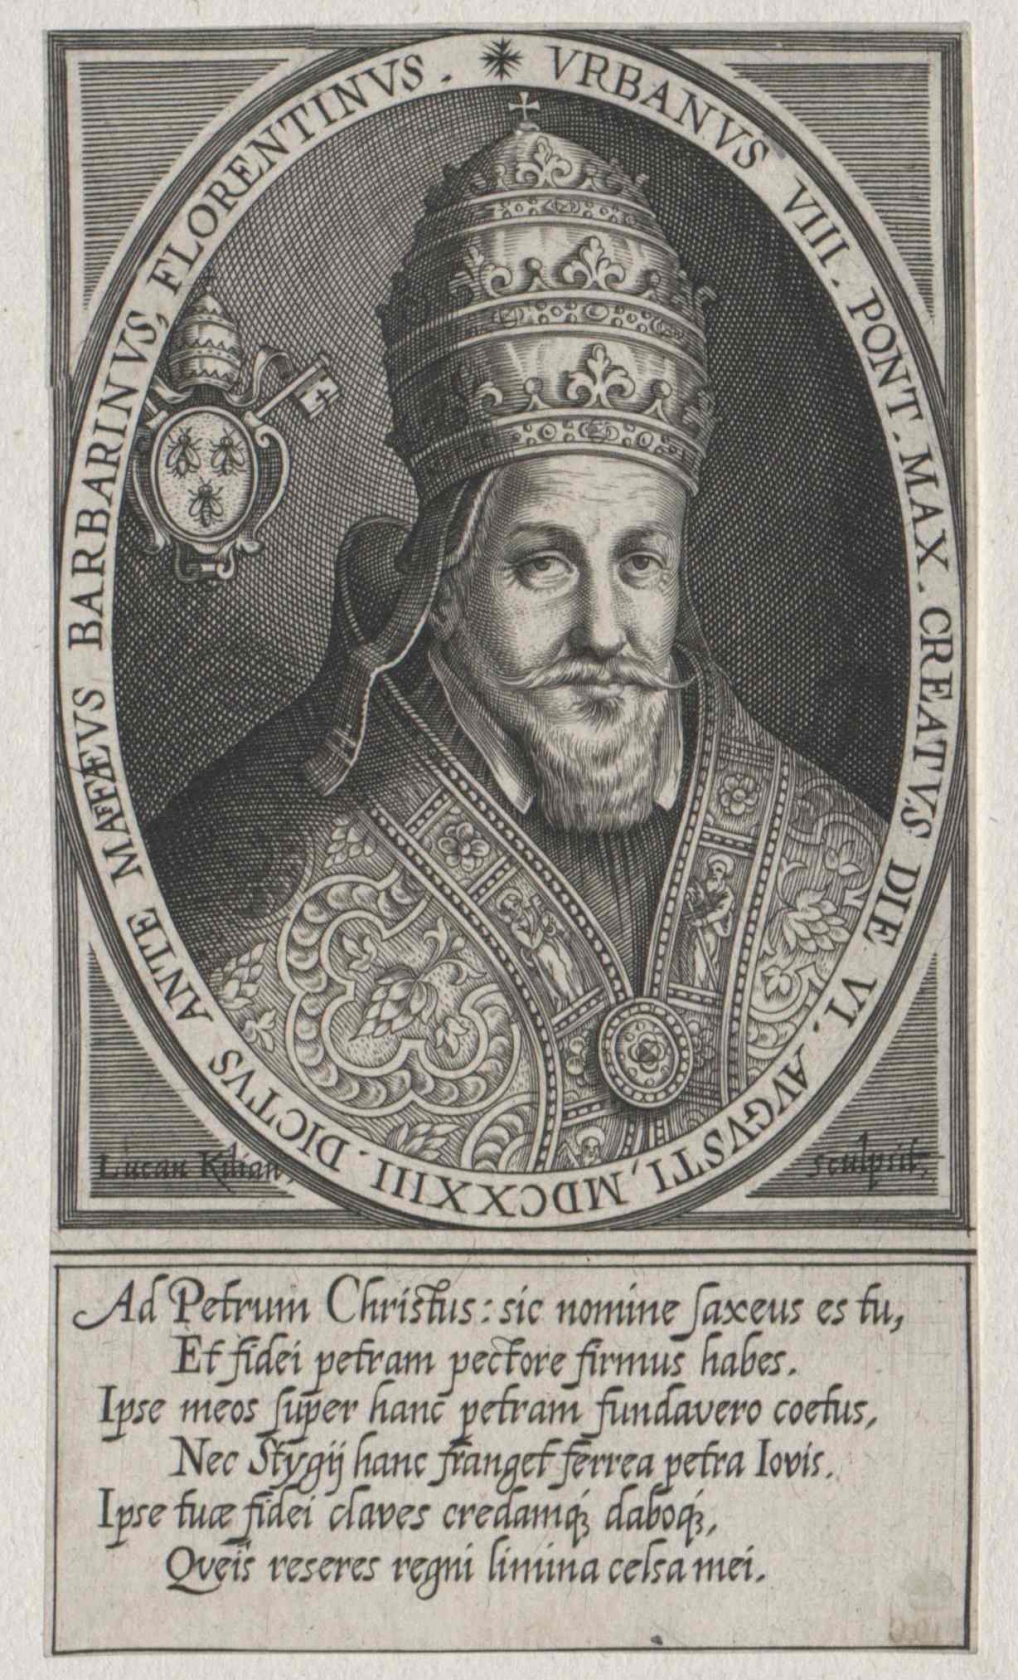 VRBANVS VIII. PONT. MAX. CREATVS DIE VI. AVGVSTI, MDCXXXIII. DICTVS ANTE MAFFÆVS BARBARINVS, FLORENTINVS.
Lucan Kilian,
sculpsit,
Ad Petrum Christus: sic nomine saxeus es tu,
Et fidei petram pectore firmus habes.
Ipse meos super hanc petram fundavero coetus,
Nec Stygij hanc franget ferrea petra Iovis.
Ipse tuæ fidei claves credamq́; daboq́;,
Qveis reseres regni limina celsa mei.